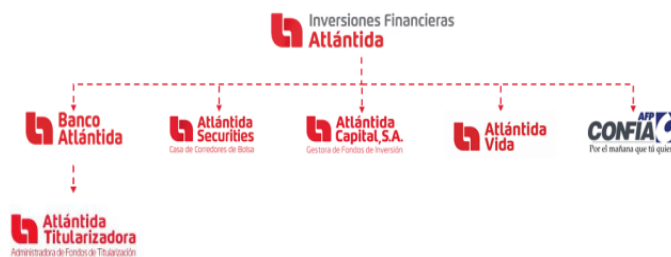 Inversiones Financieras
Atlántida
Banco
Atlántida
Atlántida
Securities
Casa de Corredores de Bolsa
Atlántida
Capital,S.A.
Gestora de Fondos de Inversión
Atlántida
Vida
AFP
CONFIA
Por el mañana que tú
Atlántida
Titularizadora
Administradora de Fondos de Titularización